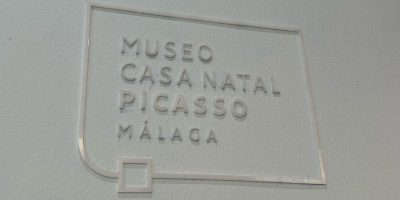 MUSEO
CASA NATAL
PICASSO
MÁLAGA